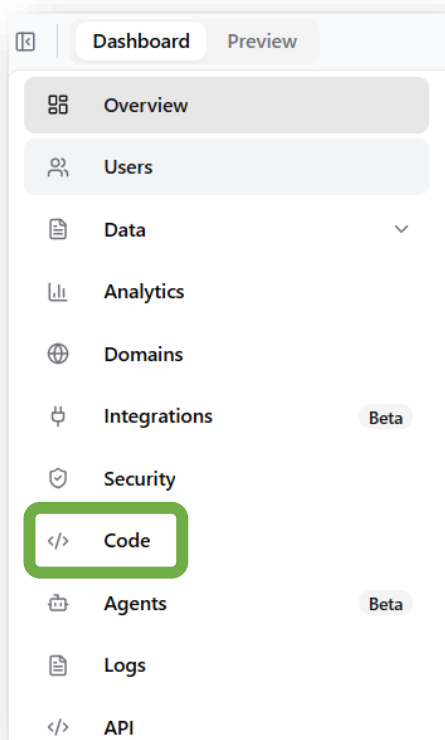 Dashboard Preview
Overview
Users
Data
Analytics
Domains
Integrations Beta
Security
</> Code
Agents Beta
Logs
</> API